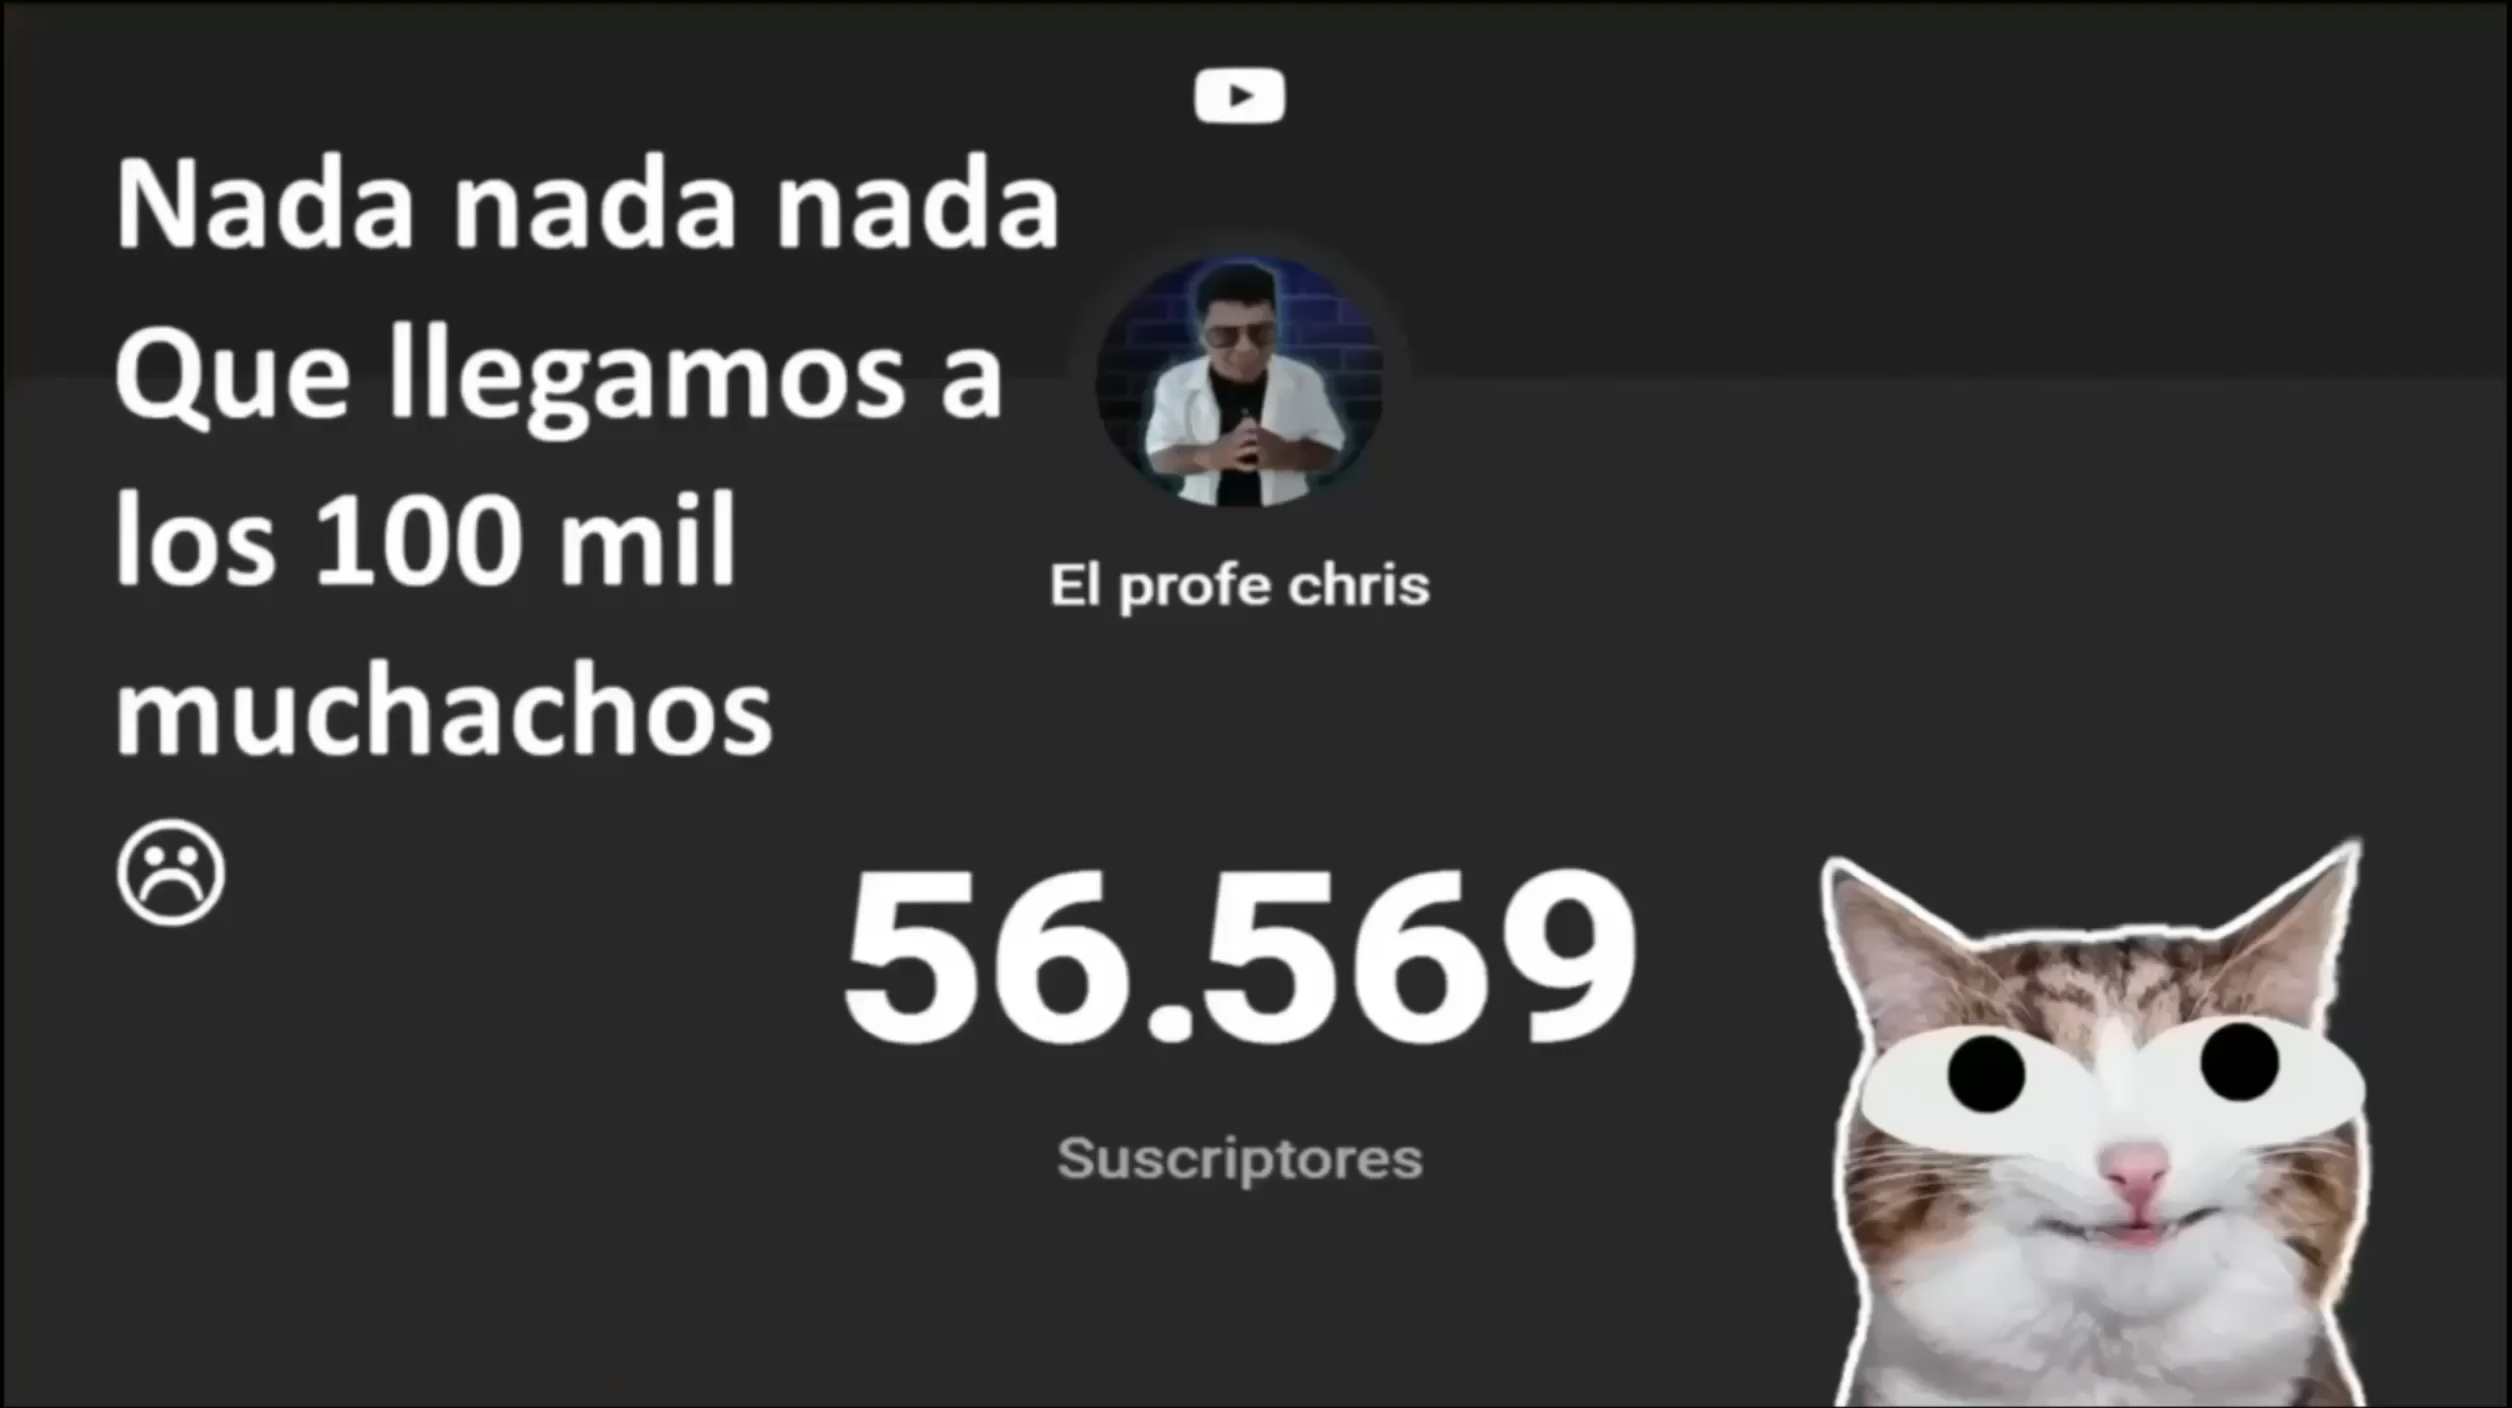 Nada nada nada
Que llegamos a
los 100 mil
muchachos
☹
El profe chris
56.569
Suscriptores